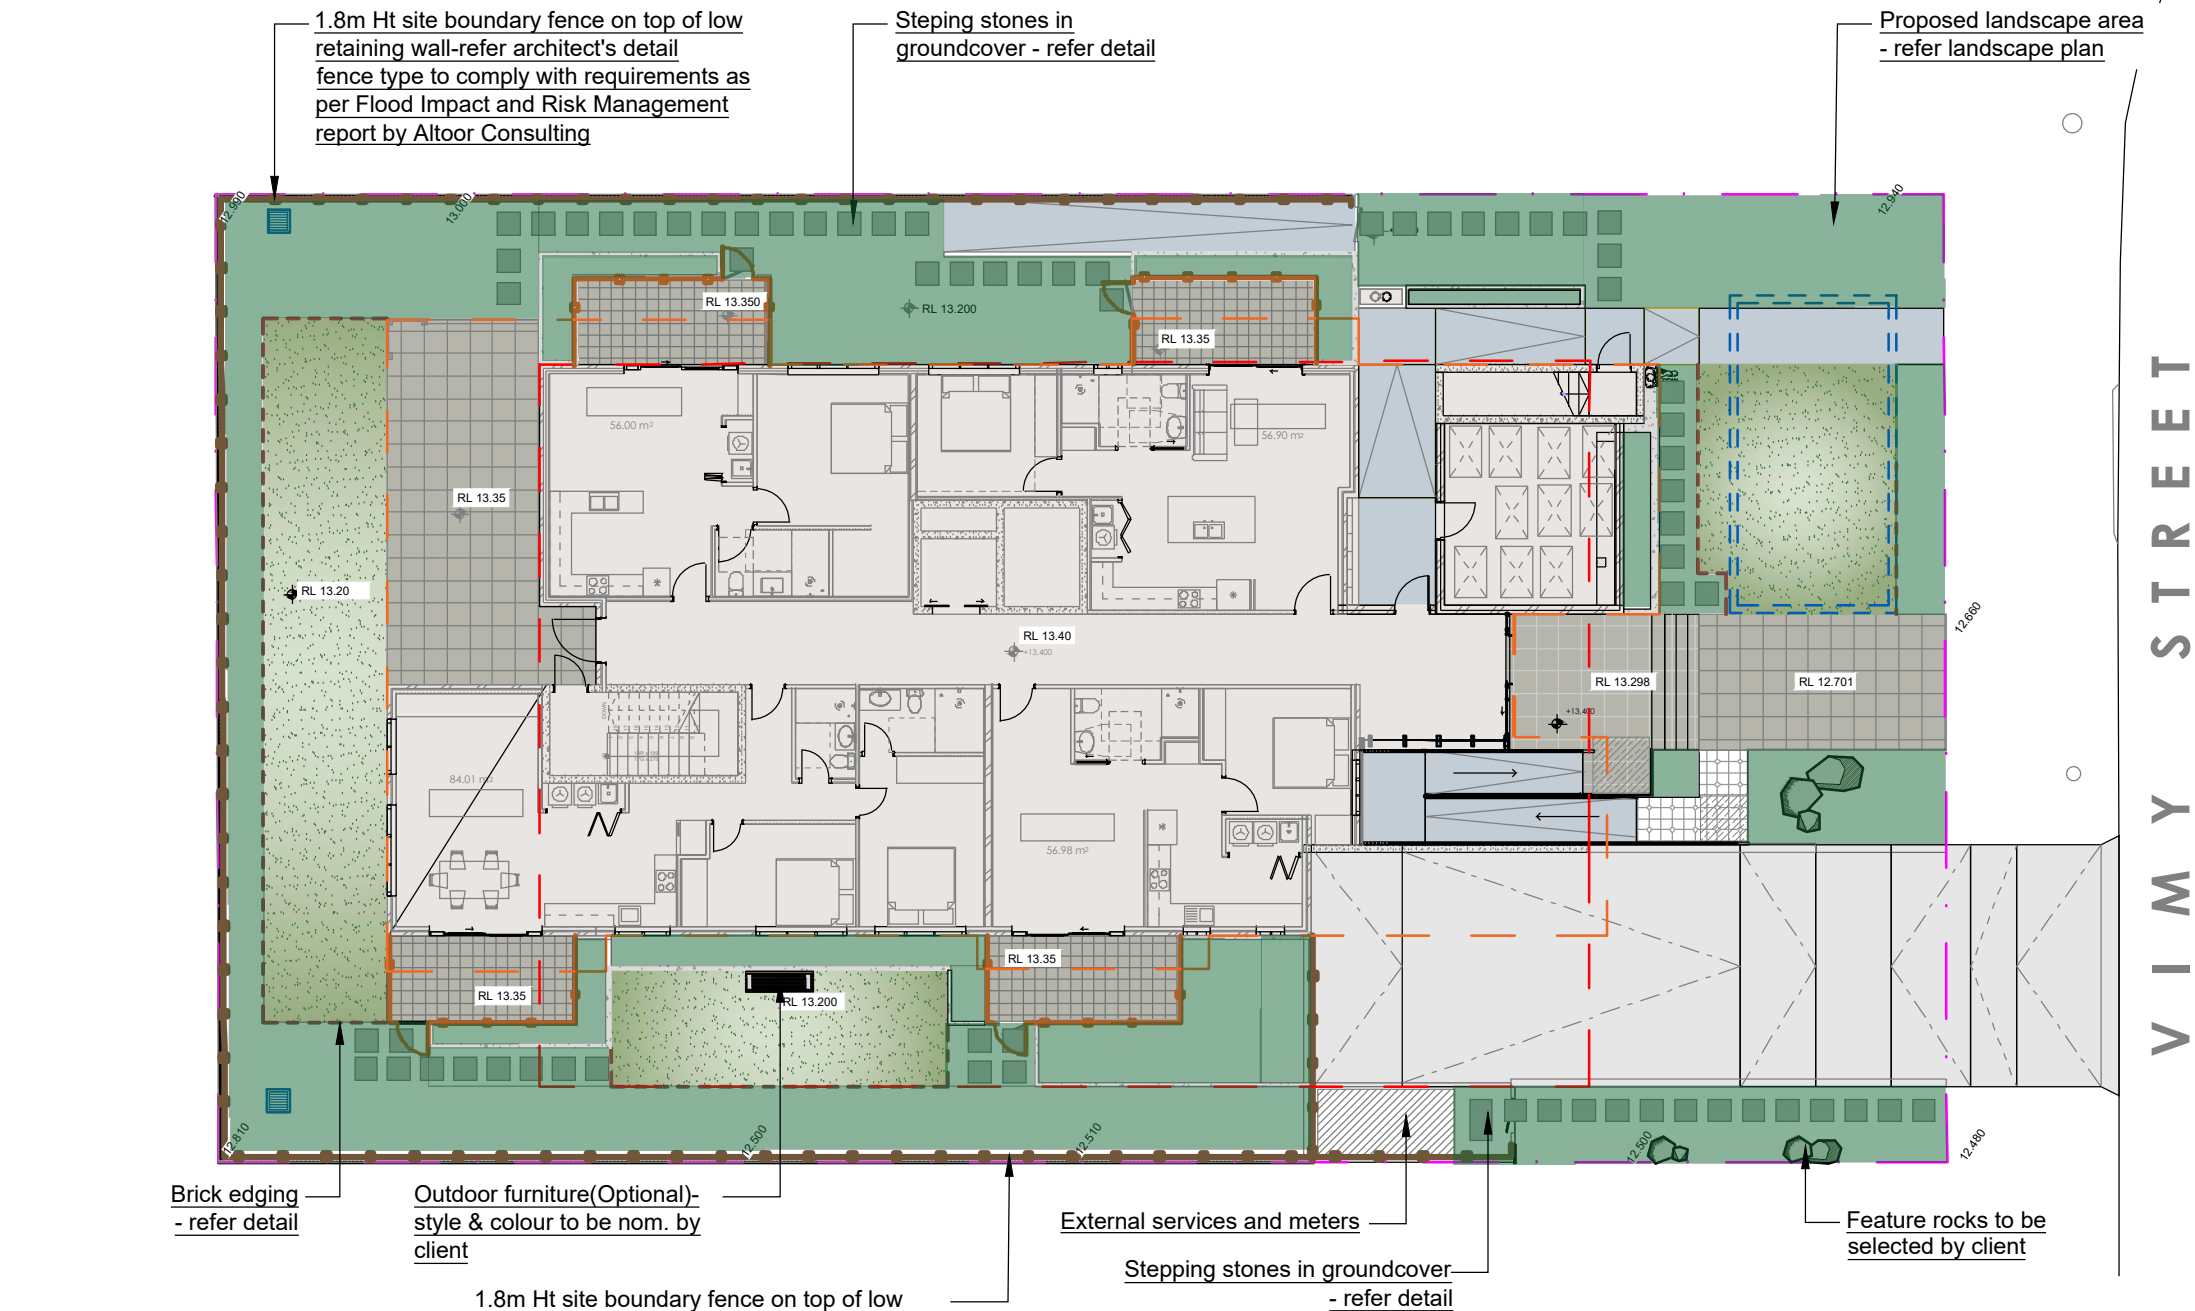 1.8m Ht site boundary fence on top of low
retaining wall-refer architect's detail
fence type to comply with requirements as
per Flood Impact and Risk Management
report by Altoor Consulting
Steping stones in
groundcover - refer detail
Proposed landscape area
- refer landscape plan
12.990
13.000
12.940
RL 13.350
RL 13.200
RL 13.35
56.00 m²
56.90 m²
RL 13.35
RL 13.20
RL 13.40
+13,400
12.660
RL 13.298
RL 12.701
+13,400
DOWN
84.01 m²
56.98 m²
RL 13.35
RL 13.35
RL 13.200
12.810
12.500
12.510
12.500
12.480
VIMY STREET
Brick edging
- refer detail
Outdoor furniture(Optional)-
style & colour to be nom. by
client
External services and meters
Stepping stones in groundcover
- refer detail
Feature rocks to be
selected by client
1.8m Ht site boundary fence on top of low